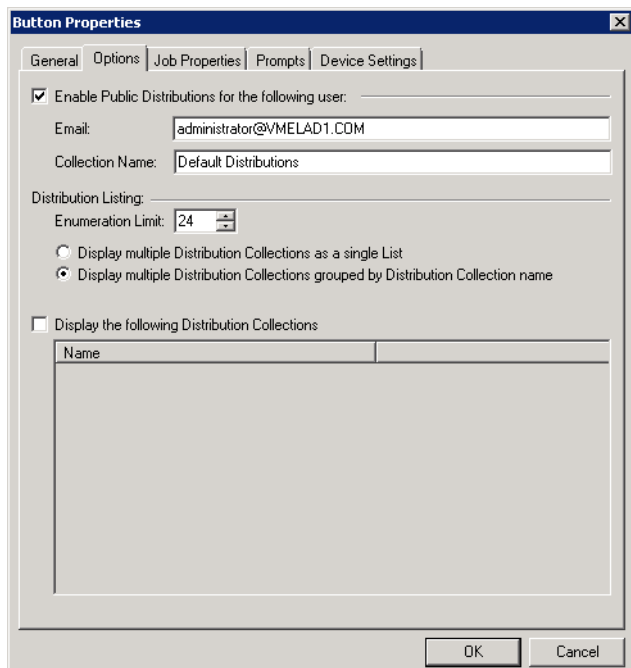 Button Properties
General Options Job Properties Prompts Device Settings
Enable Public Distributions for the following user:
Email: administrator@VMELAD1.COM
Collection Name: Default Distributions
Distribution Listing:
Enumeration Limit: 24
Display multiple Distribution Collections as a single List
Display multiple Distribution Collections grouped by Distribution Collection name
Display the following Distribution Collections
Name
OK Cancel